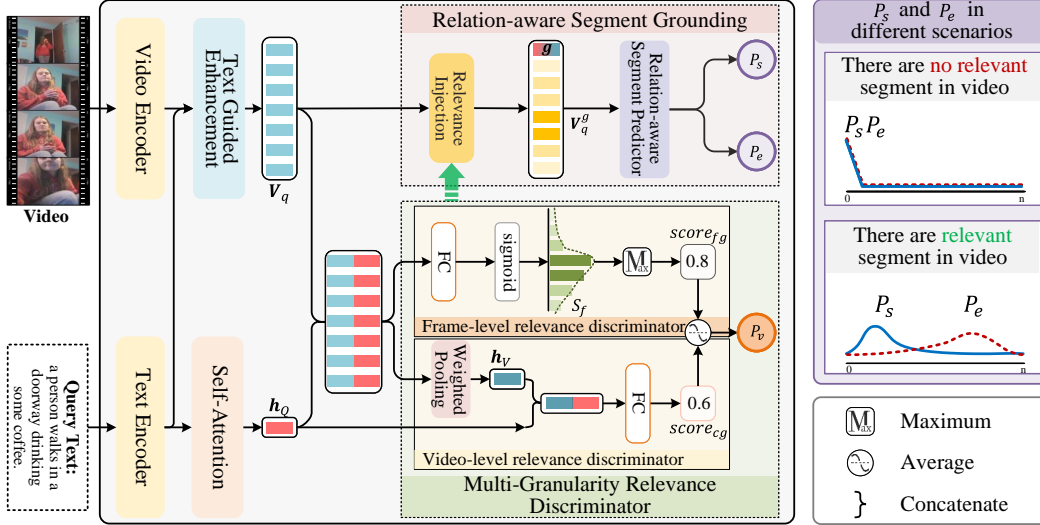 Video
Query Text:
a person walks in a
doorway drinking
some coffee.
Video Encoder
Text Guided
Enhancement
V_q
Text Encoder
Self-Attention
h_Q
Relation-aware Segment Grounding
Relevance
Injection
g
V_q^g
Relation-aware
Segment Predictor
P_s
P_e
FC
sigmoid
S_f
Max
score_fg
0.8
Frame-level relevance discriminator
P_v
Weighted
Pooling
h_V
FC
0.6
score_cg
Video-level relevance discriminator
Multi-Granularity Relevance
Discriminator
P_s and P_e in
different scenarios
There are no relevant
segment in video
P_s P_e
0 n
There are relevant
segment in video
P_s P_e
0 n
Max Maximum
Average
} Concatenate